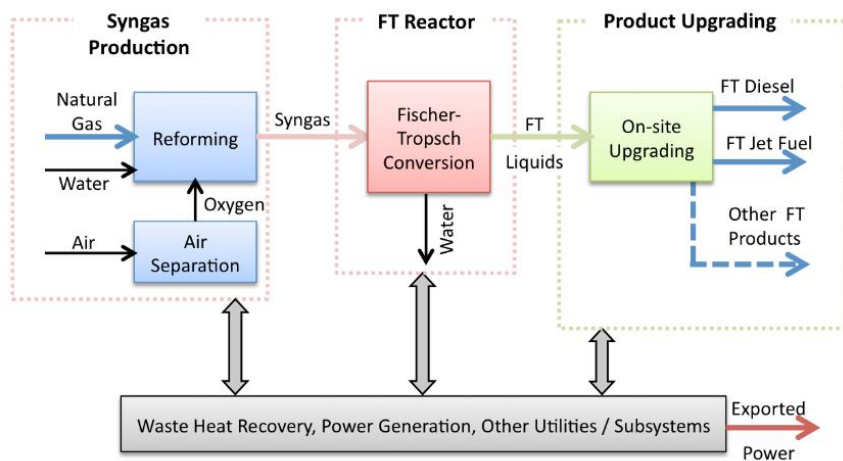 Syngas
Production
FT Reactor
Product Upgrading
Natural
Gas
Water
Reforming
Oxygen
Air
Air
Separation
Syngas
Fischer-
Tropsch
Conversion
Water
FT
Liquids
On-site
Upgrading
FT Diesel
FT Jet Fuel
Other FT
Products
Waste Heat Recovery, Power Generation, Other Utilities / Subsystems
Exported
Power